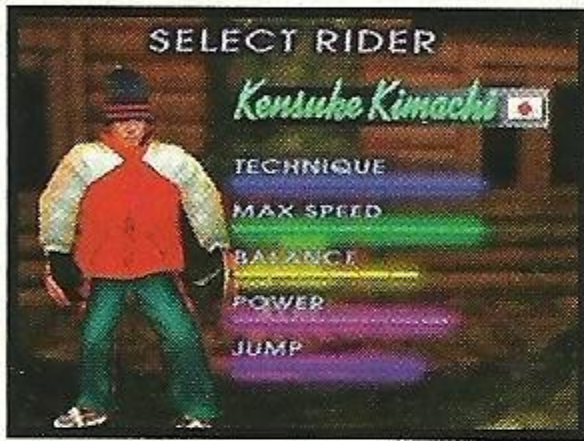 SELECT RIDER
Kensuke Kimachi
TECHNIQUE
MAX SPEED
BALANCE
POWER
JUMP